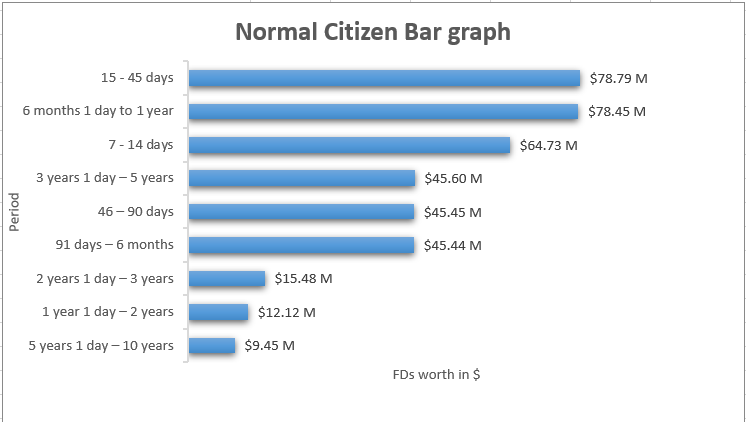 Normal Citizen Bar graph
Period
15 - 45 days $78.79 M
6 months 1 day to 1 year $78.45 M
7 - 14 days $64.73 M
3 years 1 day – 5 years $45.60 M
46 – 90 days $45.45 M
91 days – 6 months $45.44 M
2 years 1 day – 3 years $15.48 M
1 year 1 day – 2 years $12.12 M
5 years 1 day – 10 years $9.45 M
FDs worth in $